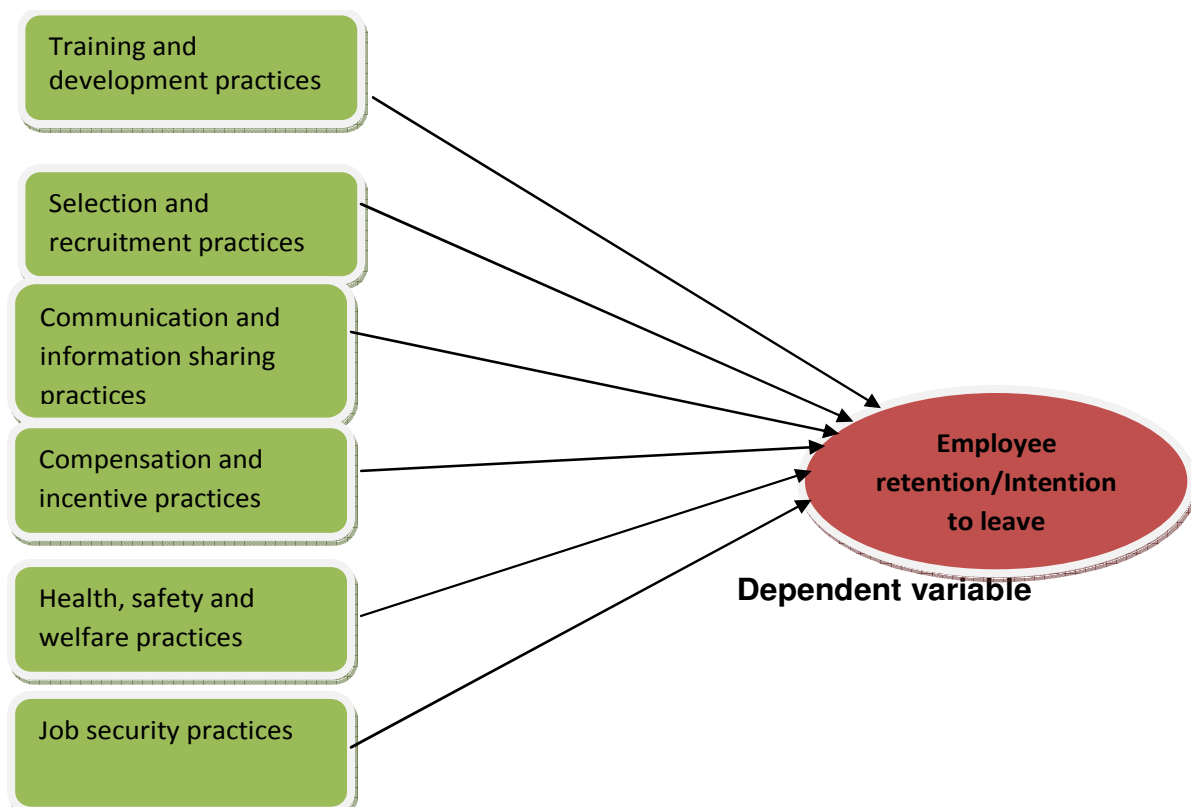 Training and
development practices
Selection and
recruitment practices
Communication and
information sharing
practices
Compensation and
incentive practices
Health, safety and
welfare practices
Job security practices
Employee
retention/Intention
to leave
Dependent variable